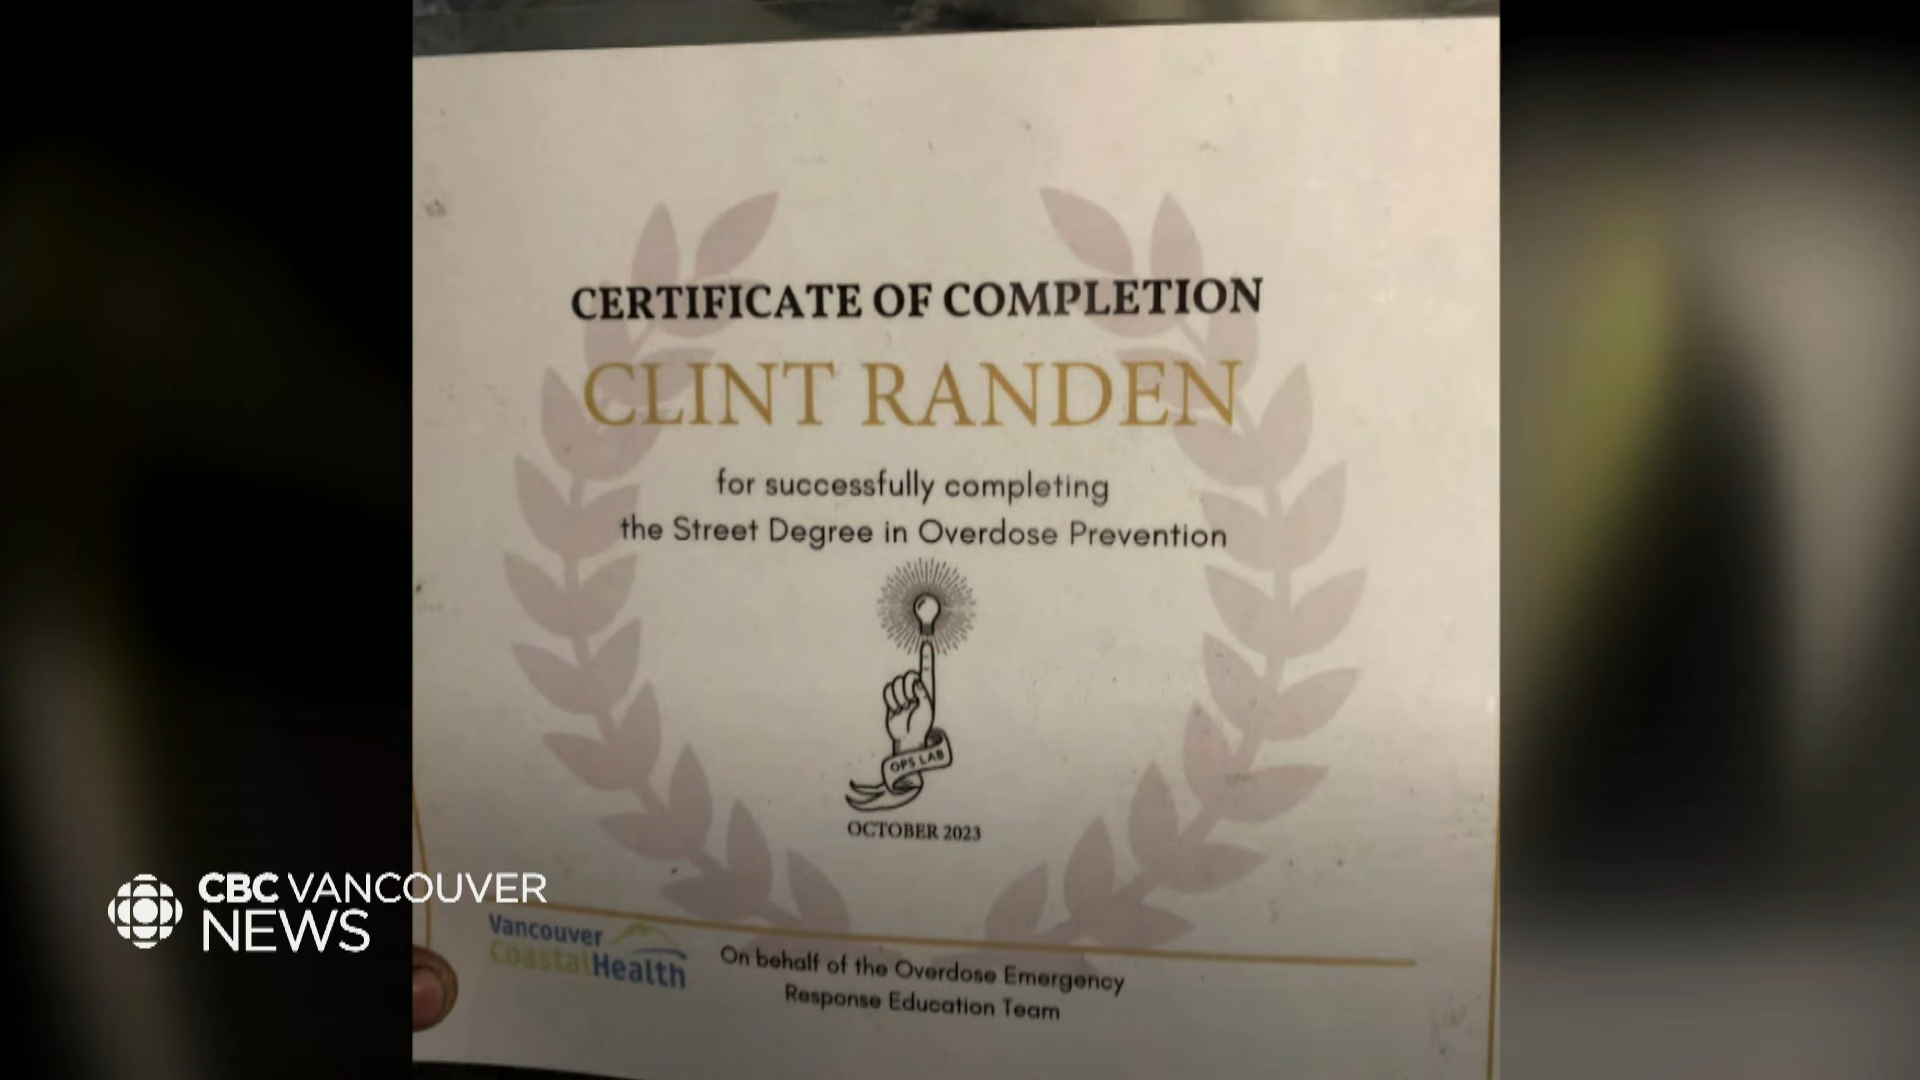 CERTIFICATE OF COMPLETION
CLINT RANDEN
for successfully completing
the Street Degree in Overdose Prevention
OPS LAB
OCTOBER 2023
CBC VANCOUVER
NEWS
Vancouver
CoastalHealth
On behalf of the Overdose Emergency
Response Education Team